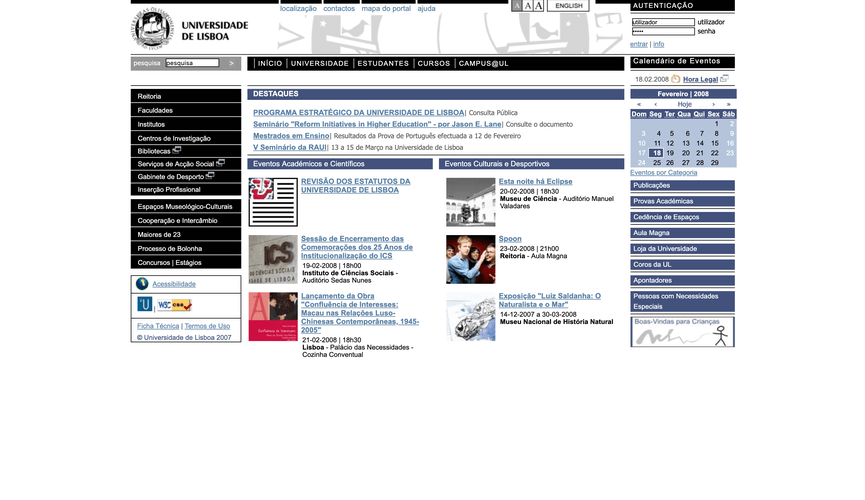 localização contactos mapa do portal ajuda
A A A
ENGLISH
UNIVERSIDADE
DE LISBOA
pesquisa pesquisa >
INÍCIO | UNIVERSIDADE | ESTUDANTES | CURSOS | CAMPUS@UL
AUTENTICAÇÃO
utilizador utilizador
••••• senha
entrar | info
Calendário de Eventos
18.02.2008 Hora Legal
Fevereiro | 2008
« ‹ Hoje › »
Dom Seg Ter Qua Qui Sex Sáb
1 2
3 4 5 6 7 8 9
10 11 12 13 14 15 16
17 18 19 20 21 22 23
24 25 26 27 28 29
Eventos por Categoria
Publicações
Provas Académicas
Cedência de Espaços
Aula Magna
Loja da Universidade
Coros da UL
Apontadores
Pessoas com Necessidades
Especiais
Boas-Vindas para Crianças
Reitoria
Faculdades
Institutos
Centros de Investigação
Bibliotecas
Serviços de Acção Social
Gabinete de Desporto
Inserção Profissional
Espaços Museológico-Culturais
Cooperação e Intercâmbio
Maiores de 23
Processo de Bolonha
Concursos | Estágios
Acessibilidade
U W3C css
Ficha Técnica | Termos de Uso
© Universidade de Lisboa 2007
DESTAQUES
PROGRAMA ESTRATÉGICO DA UNIVERSIDADE DE LISBOA| Consulta Pública
Seminário "Reform Initiatives in Higher Education" - por Jason E. Lane| Consulte o documento
Mestrados em Ensino| Resultados da Prova de Português efectuada a 12 de Fevereiro
V Seminário da RAUI| 13 a 15 de Março na Universidade de Lisboa
Eventos Académicos e Científicos
REVISÃO DOS ESTATUTOS DA
UNIVERSIDADE DE LISBOA
ICS
Sessão de Encerramento das
Comemorações dos 25 Anos de
Institucionalização do ICS
19-02-2008 | 18h00
Instituto de Ciências Sociais -
Auditório Sedas Nunes
Lançamento da Obra
"Confluência de Interesses:
Macau nas Relações Luso-
Chinesas Contemporâneas, 1945-
2005"
21-02-2008 | 18h30
Lisboa - Palácio das Necessidades -
Cozinha Conventual
Eventos Culturais e Desportivos
Esta noite há Eclipse
20-02-2008 | 18h30
Museu de Ciência - Auditório Manuel
Valadares
Spoon
23-02-2008 | 21h00
Reitoria - Aula Magna
Exposição "Luiz Saldanha: O
Naturalista e o Mar"
14-12-2007 a 30-03-2008
Museu Nacional de História Natural